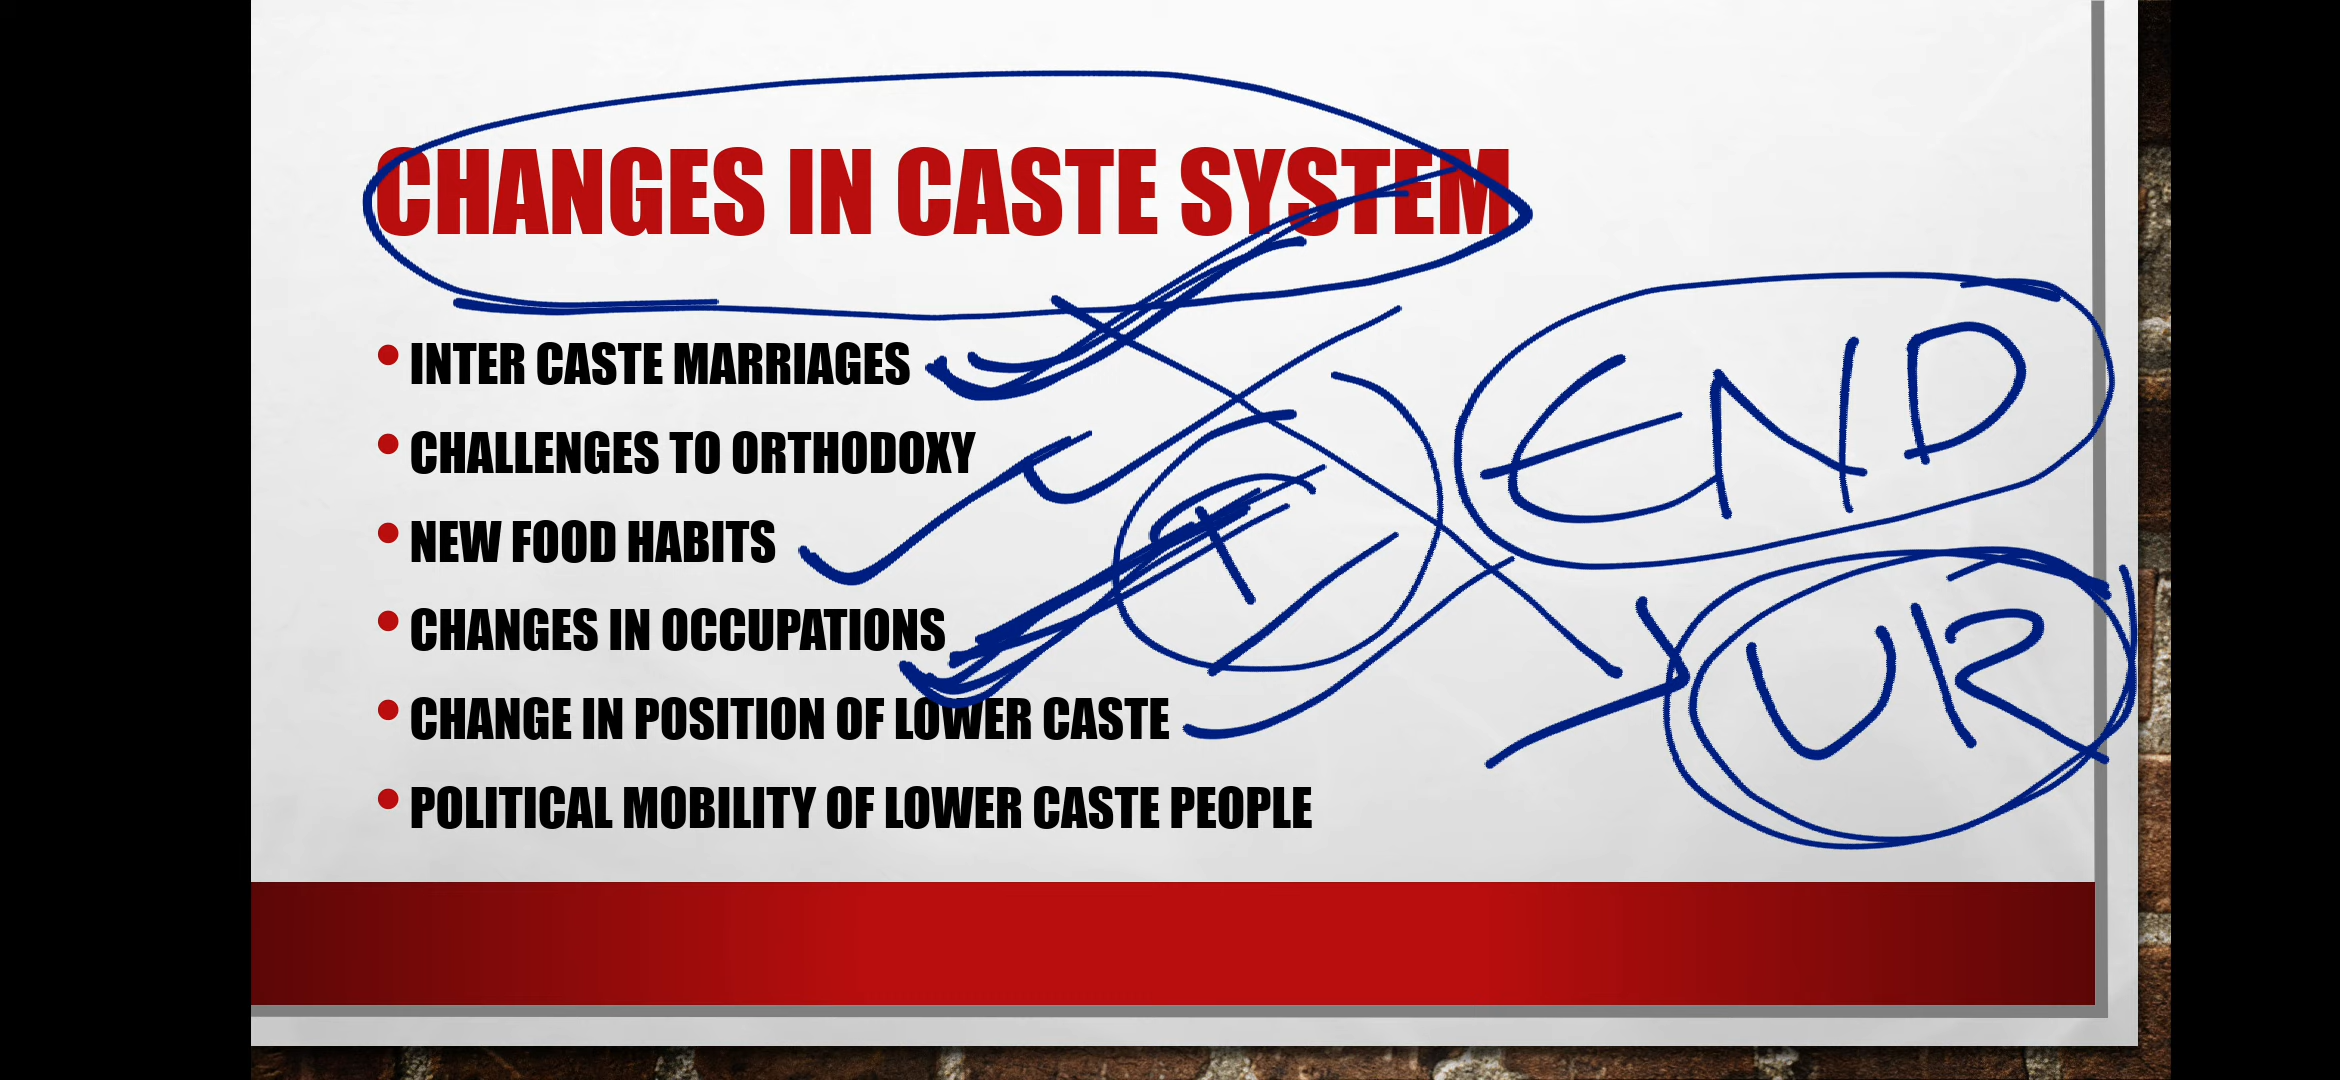 CHANGES IN CASTE SYSTEM
• INTER CASTE MARRIAGES
• CHALLENGES TO ORTHODOXY
• NEW FOOD HABITS
• CHANGES IN OCCUPATIONS
• CHANGE IN POSITION OF LOWER CASTE
• POLITICAL MOBILITY OF LOWER CASTE PEOPLE
END
UR